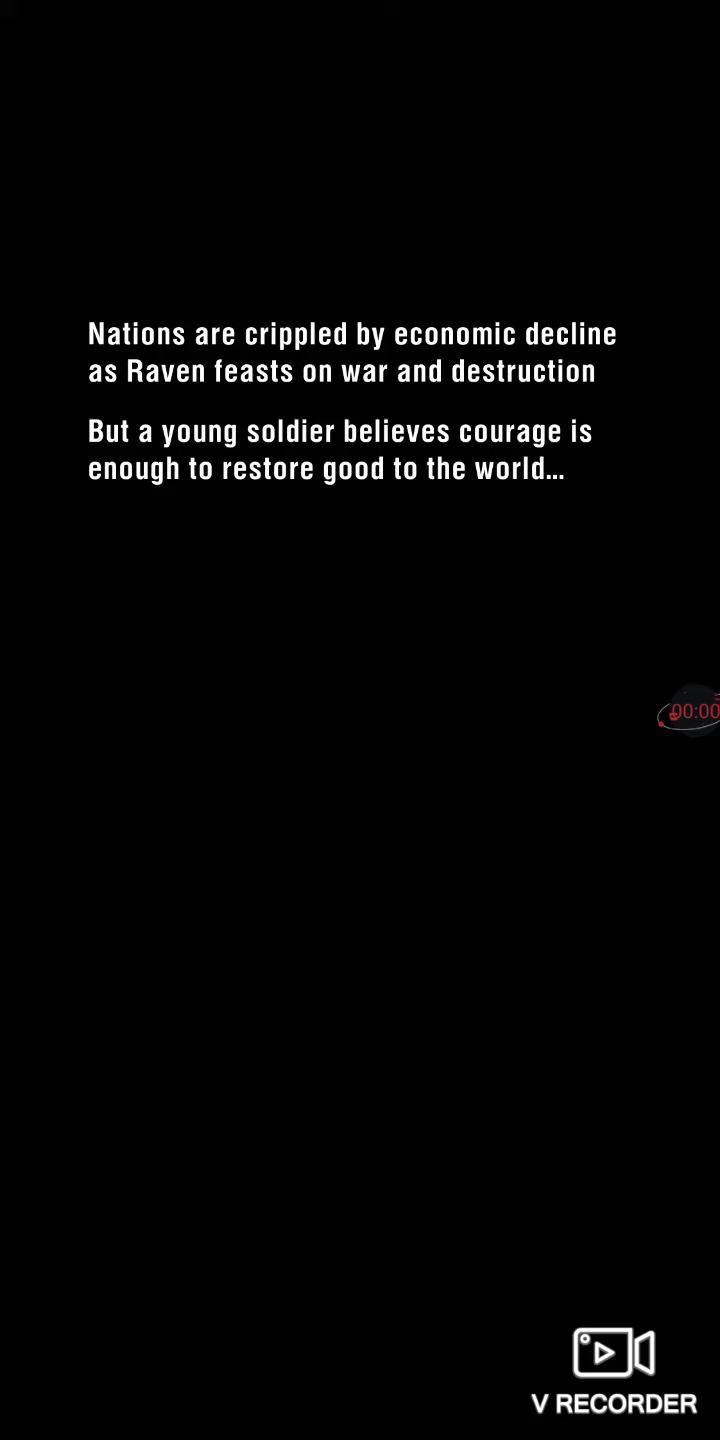 Nations are crippled by economic decline
as Raven feasts on war and destruction
But a young soldier believes courage is
enough to restore good to the world...
00:00
V RECORDER